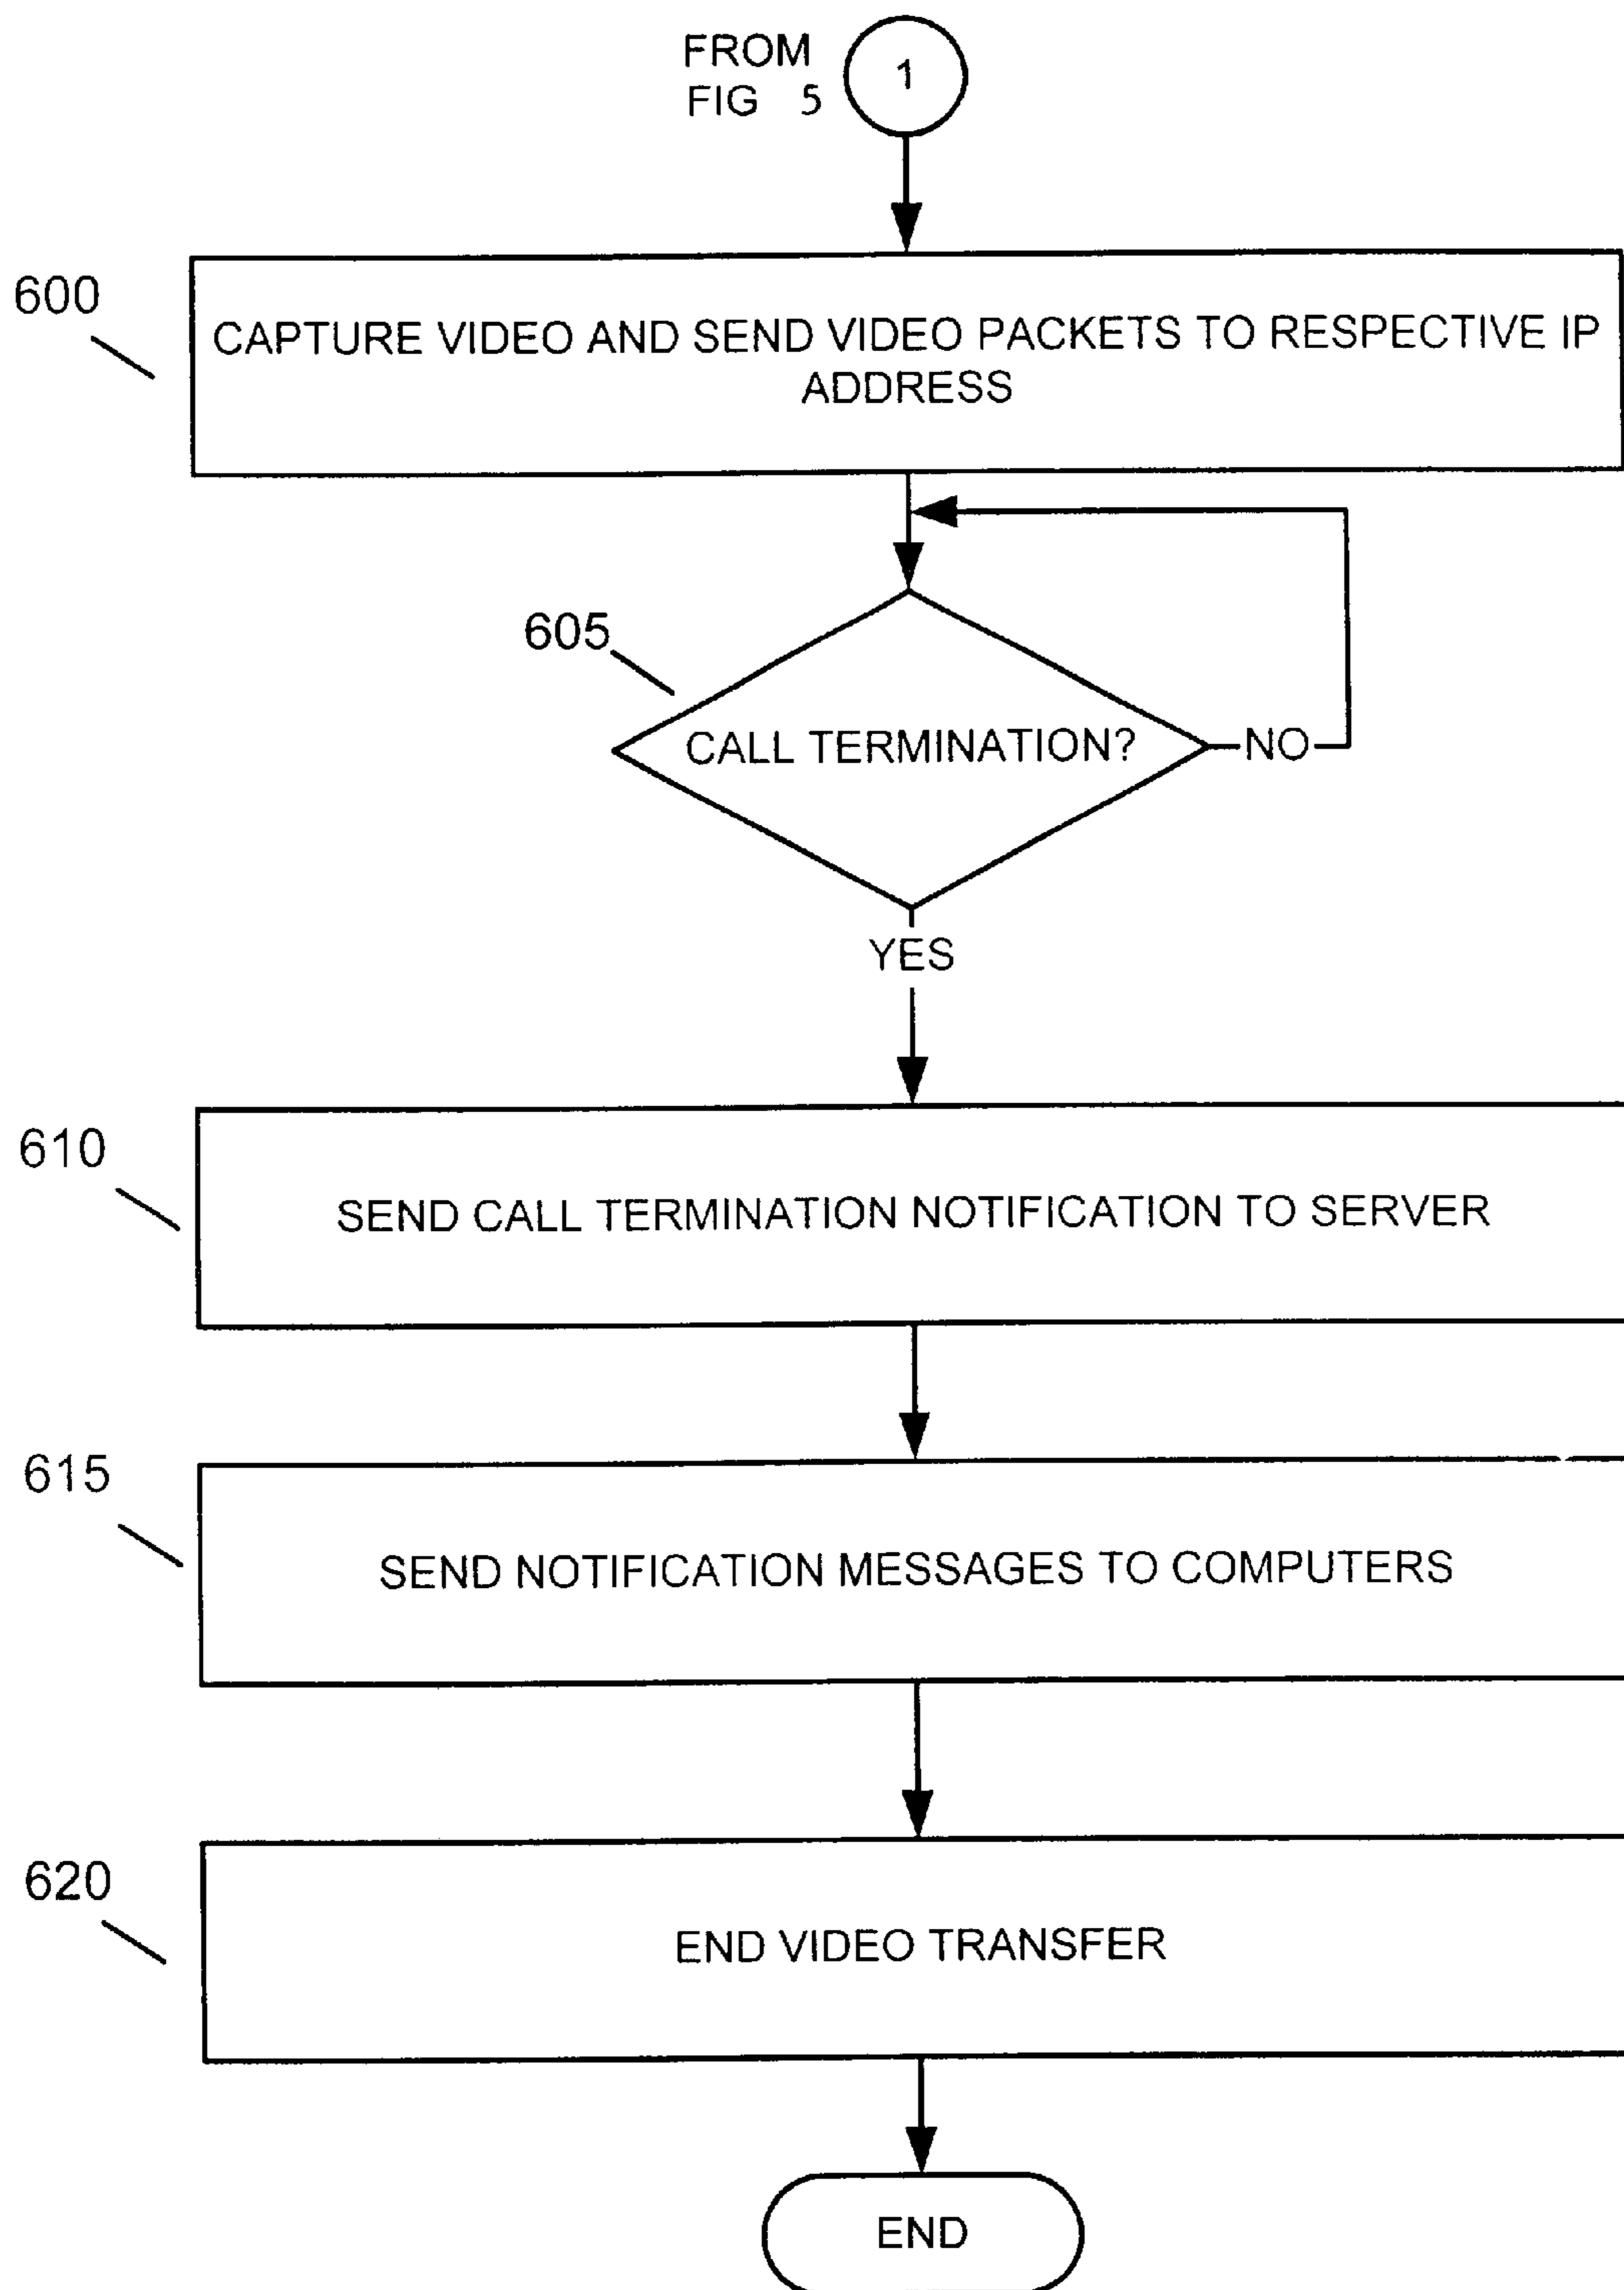 FROM
FIG 5
1
600
CAPTURE VIDEO AND SEND VIDEO PACKETS TO RESPECTIVE IP
ADDRESS
605
CALL TERMINATION?
NO
YES
610
SEND CALL TERMINATION NOTIFICATION TO SERVER
615
SEND NOTIFICATION MESSAGES TO COMPUTERS
620
END VIDEO TRANSFER
END